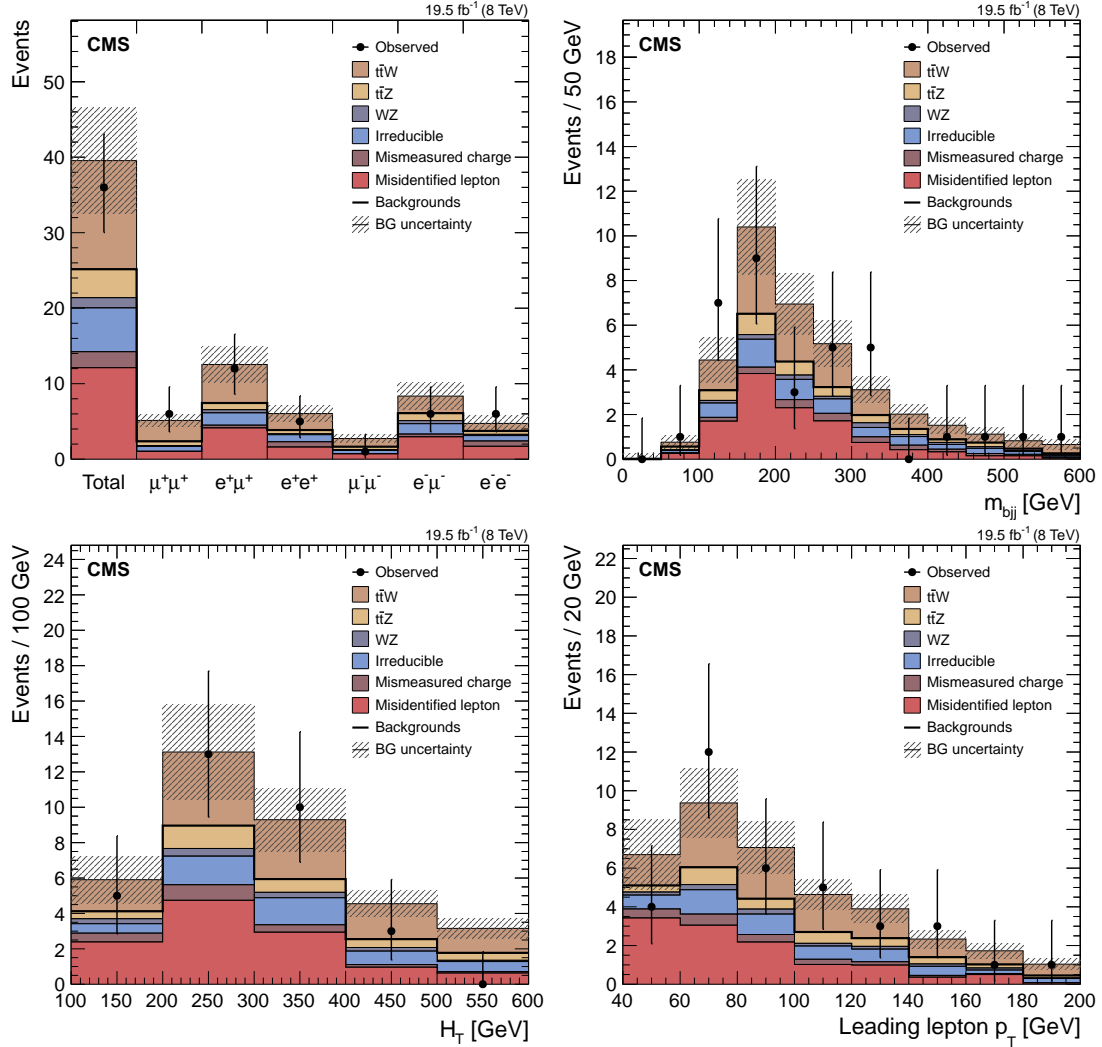 19.5 fb⁻¹ (8 TeV)
CMS
Events
50
40
30
20
10
0
Observed
tt̄W
tt̄Z
WZ
Irreducible
Mismeasured charge
Misidentified lepton
Backgrounds
BG uncertainty
Total μ⁺μ⁺ e⁺μ⁺ e⁺e⁺ μ⁻μ⁻ e⁻μ⁻ e⁻e⁻
19.5 fb⁻¹ (8 TeV)
CMS
Events / 50 GeV
18
16
14
12
10
8
6
4
2
0
Observed
tt̄W
tt̄Z
WZ
Irreducible
Mismeasured charge
Misidentified lepton
Backgrounds
BG uncertainty
0 100 200 300 400 500 600
m_bjj [GeV]
19.5 fb⁻¹ (8 TeV)
CMS
Events / 100 GeV
24
22
20
18
16
14
12
10
8
6
4
2
0
Observed
tt̄W
tt̄Z
WZ
Irreducible
Mismeasured charge
Misidentified lepton
Backgrounds
BG uncertainty
100 150 200 250 300 350 400 450 500 550 600
H_T [GeV]
19.5 fb⁻¹ (8 TeV)
CMS
Events / 20 GeV
22
20
18
16
14
12
10
8
6
4
2
0
Observed
tt̄W
tt̄Z
WZ
Irreducible
Mismeasured charge
Misidentified lepton
Backgrounds
BG uncertainty
40 60 80 100 120 140 160 180 200
Leading lepton p_T [GeV]